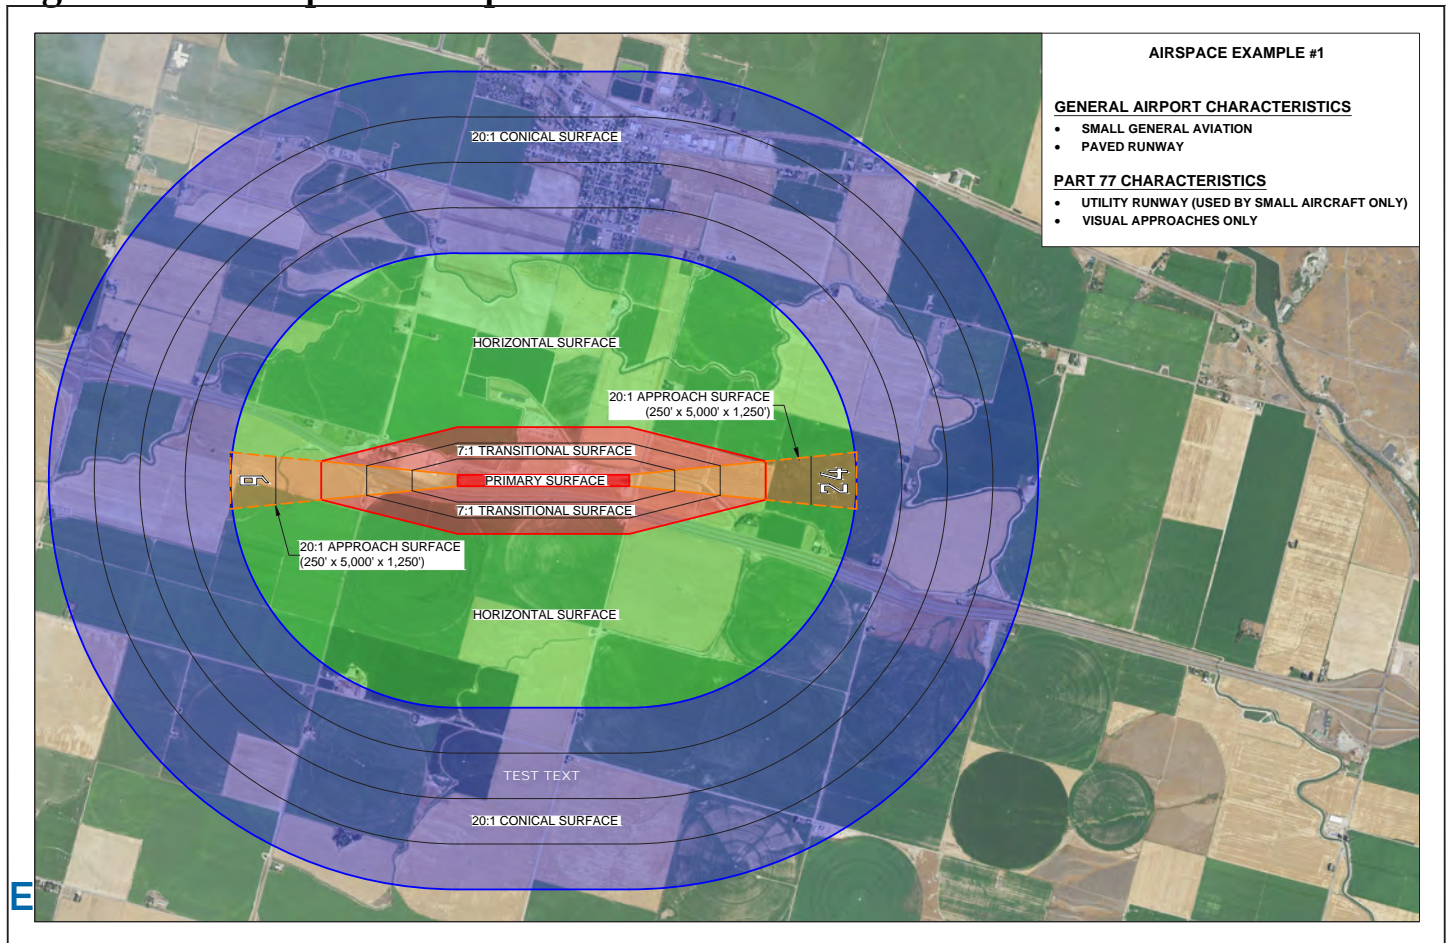 AIRSPACE EXAMPLE #1
GENERAL AIRPORT CHARACTERISTICS
• SMALL GENERAL AVIATION
• PAVED RUNWAY
PART 77 CHARACTERISTICS
• UTILITY RUNWAY (USED BY SMALL AIRCRAFT ONLY)
• VISUAL APPROACHES ONLY
20:1 CONICAL SURFACE
HORIZONTAL SURFACE
20:1 APPROACH SURFACE
(250' x 5,000' x 1,250')
7:1 TRANSITIONAL SURFACE
6
PRIMARY SURFACE
24
7:1 TRANSITIONAL SURFACE
20:1 APPROACH SURFACE
(250' x 5,000' x 1,250')
HORIZONTAL SURFACE
TEST TEXT
20:1 CONICAL SURFACE
E